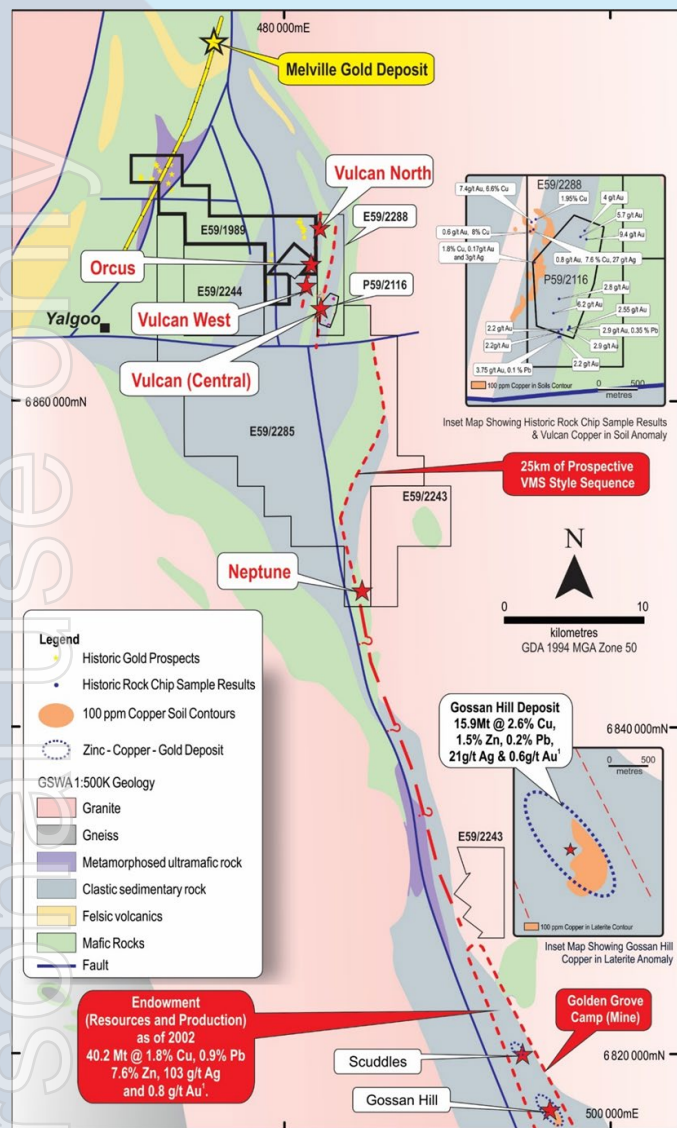 480 000mE
Melville Gold Deposit
Vulcan North
E59/1989
E59/2288
Orcus
E59/2244
P59/2116
Vulcan West
Yalgoo
Vulcan (Central)
6 860 000mN
E59/2285
E59/2288
7.4g/t Au, 6.6% Cu
1.95% Cu
4 g/t Au
5.7 g/t Au
0.6 g/t Au, 8% Cu
9.4 g/t Au
1.8% Cu, 0.17g/t Au
and 3g/t Ag
0.8 g/t Au, 7.6 % Cu, 27 g/t Ag
P59/2116
2.8 g/t Au
6.2 g/t Au
2.55 g/t Au
2.2 g/t Au
2.9 g/t Au, 0.35 % Pb
2.2g/t Au
2.9 g/t Au
2.2 g/t Au
3.75 g/t Au, 0.1 % Pb
100 ppm Copper in Soils Contour
0 500
metres
Inset Map Showing Historic Rock Chip Sample Results
& Vulcan Copper in Soil Anomaly
25km of Prospective
VMS Style Sequence
E59/2243
Neptune
N
0 10
kilometres
GDA 1994 MGA Zone 50
?
?
?
Legend
Historic Gold Prospects
Historic Rock Chip Sample Results
100 ppm Copper Soil Contours
Zinc - Copper - Gold Deposit
GSWA 1:500K Geology
Granite
Gneiss
Metamorphosed ultramafic rock
Clastic sedimentary rock
Felsic volcanics
Mafic Rocks
Fault
Gossan Hill Deposit
15.9Mt @ 2.6% Cu,
1.5% Zn, 0.2% Pb,
21g/t Ag & 0.6g/t Au¹
6 840 000mN
0 500
metres
E59/2243
100 ppm Copper in Laterite Contour
Inset Map Showing Gossan Hill
Copper in Laterite Anomaly
Endowment
(Resources and Production)
as of 2002
40.2 Mt @ 1.8% Cu, 0.9% Pb
7.6% Zn, 103 g/t Ag
and 0.8 g/t Au¹.
Golden Grove
Camp (Mine)
Scuddles
6 820 000mN
Gossan Hill
500 000mE
rsonal use only